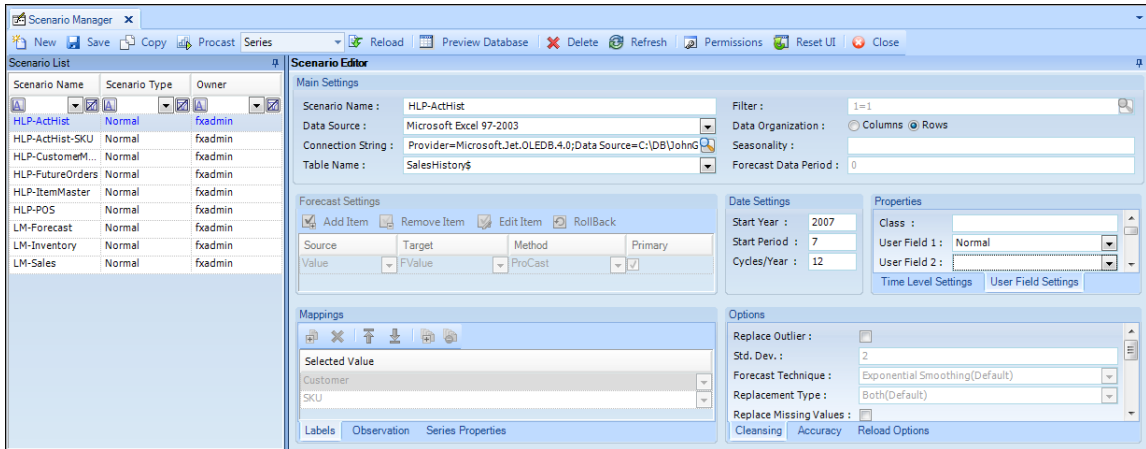 Scenario Manager X
New Save Copy Procast Series Reload Preview Database Delete Refresh Permissions Reset UI Close
Scenario List
Scenario Name Scenario Type Owner
HLP-ActHist Normal fxadmin
HLP-ActHist-SKU Normal fxadmin
HLP-CustomerM... Normal fxadmin
HLP-FutureOrders Normal fxadmin
HLP-ItemMaster Normal fxadmin
HLP-POS Normal fxadmin
LM-Forecast Normal fxadmin
LM-Inventory Normal fxadmin
LM-Sales Normal fxadmin
Scenario Editor
Main Settings
Scenario Name : HLP-ActHist
Data Source : Microsoft Excel 97-2003
Connection String : Provider=Microsoft.Jet.OLEDB.4.0;Data Source=C:\DB\JohnG
Table Name : SalesHistory$
Filter : 1=1
Data Organization : Columns Rows
Seasonality :
Forecast Data Period : 0
Forecast Settings
Add Item Remove Item Edit Item RollBack
Source Target Method Primary
Value FValue ProCast
Date Settings
Start Year : 2007
Start Period : 7
Cycles/Year : 12
Properties
Class :
User Field 1 : Normal
User Field 2 :
Time Level Settings User Field Settings
Mappings
Selected Value
Customer
SKU
Labels Observation Series Properties
Options
Replace Outlier :
Std. Dev. : 2
Forecast Technique : Exponential Smoothing(Default)
Replacement Type : Both(Default)
Replace Missing Values :
Cleansing Accuracy Reload Options